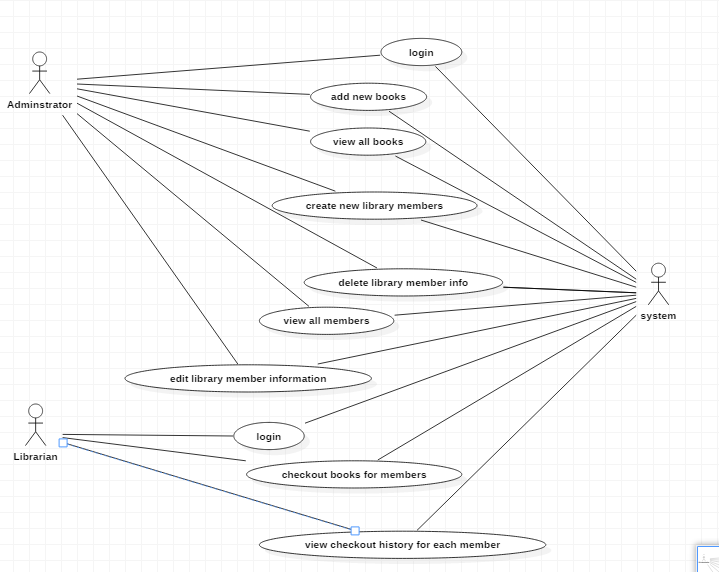 login
Adminstrator
add new books
view all books
create new library members
delete library member info
system
view all members
edit library member information
login
Librarian
checkout books for members
view checkout history for each member